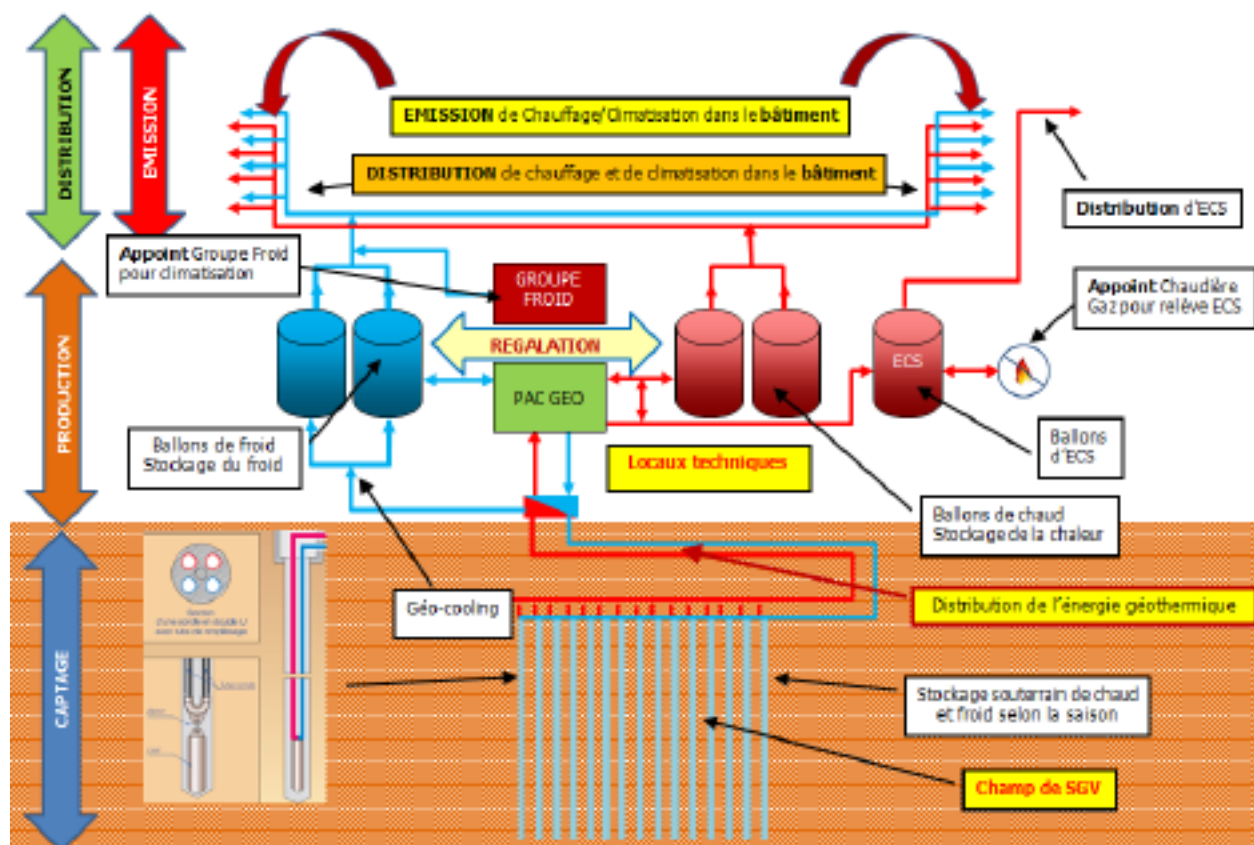 DISTRIBUTION
EMISSION
EMISSION de Chauffage/Climatisation dans le bâtiment
DISTRIBUTION de chauffage et de climatisation dans le bâtiment
Distribution d'ECS
Appoint Groupe Froid
pour climatisation
GROUPE
FROID
Appoint Chaudière
Gaz pour relève ECS
PRODUCTION
REGALATION
ECS
PAC GEO
Ballons de froid
Stockage du froid
Locaux techniques
Ballons
d'ECS
Ballons de chaud
Stockage de la chaleur
CAPTAGE
Géo-cooling
Distribution de l'énergie géothermique
Stockage souterrain de chaud
et froid selon la saison
Champ de SGV